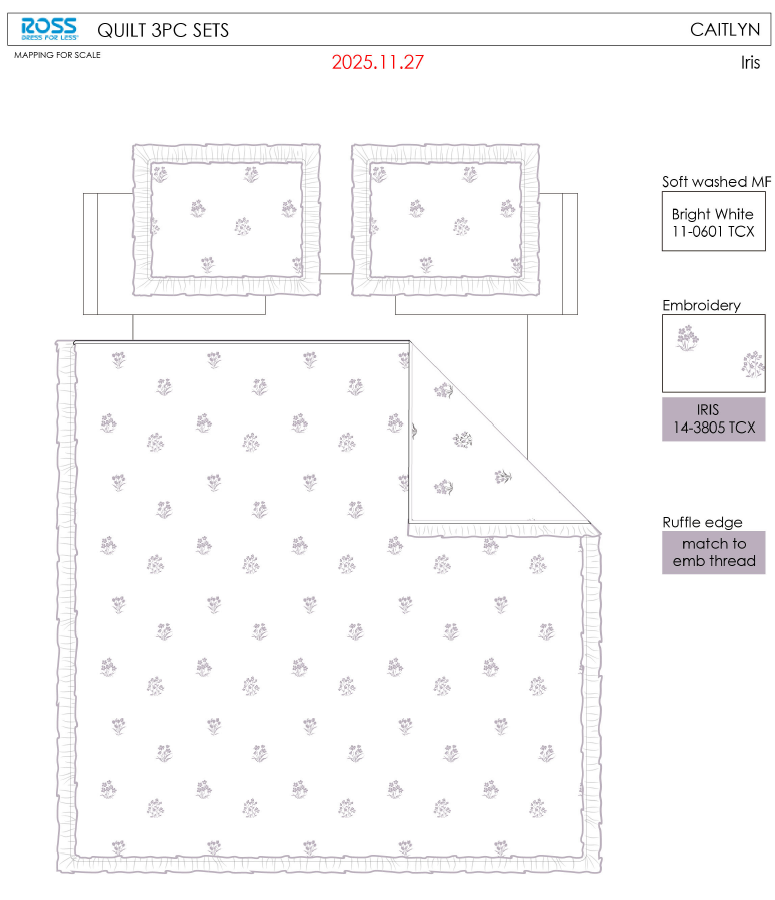 ROSS
DRESS FOR LESS
QUILT 3PC SETS
CAITLYN
MAPPING FOR SCALE
2025.11.27
Iris
Soft washed MF
Bright White
11-0601 TCX
Embroidery
IRIS
14-3805 TCX
Ruffle edge
match to
emb thread